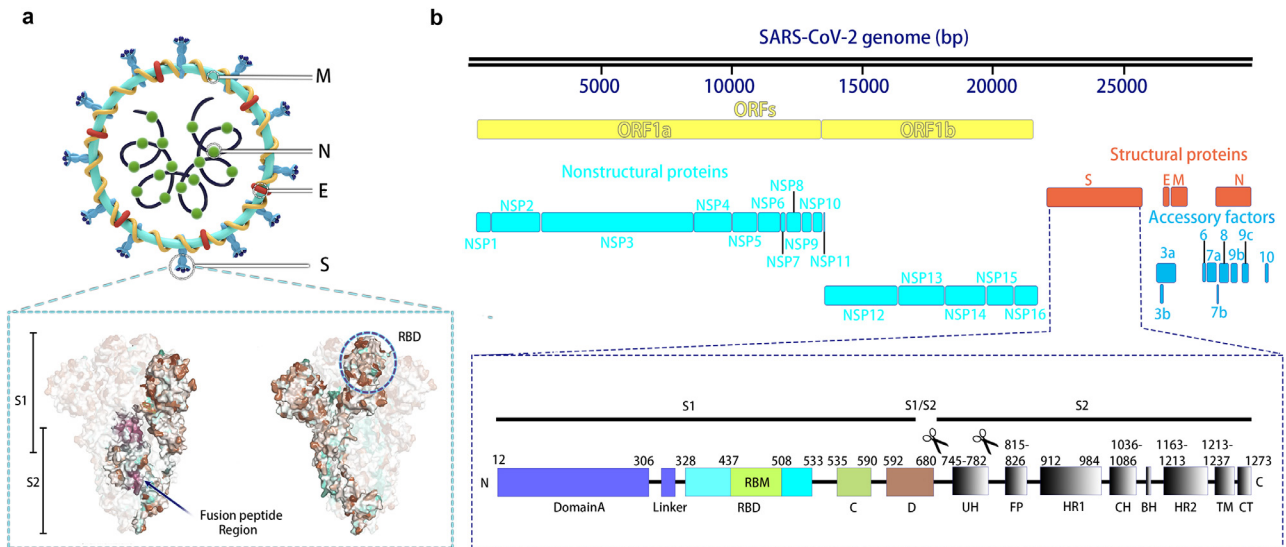 a
M
N
E
S
RBD
S1
S2
Fusion peptide
Region
b
SARS-CoV-2 genome (bp)
5000 10000 15000 20000 25000
ORFs
ORF1a ORF1b
Nonstructural proteins
NSP8
NSP2 NSP4 NSP6 NSP10
NSP1 NSP3 NSP5 NSP9
NSP7 NSP11
NSP13 NSP15
NSP12 NSP14 NSP16
Structural proteins
S E M N
Accessory factors
6 8 9c
3a 7a 9b 10
3b 7b
S1 S1/S2 S2
815- 1036- 1163- 1213-
12 306 328 437 508 533 535 590 592 680 745-782 826 912 984 1086 1213 1237 1273
N RBM C
DomainA Linker RBD C D UH FP HR1 CH BH HR2 TM CT